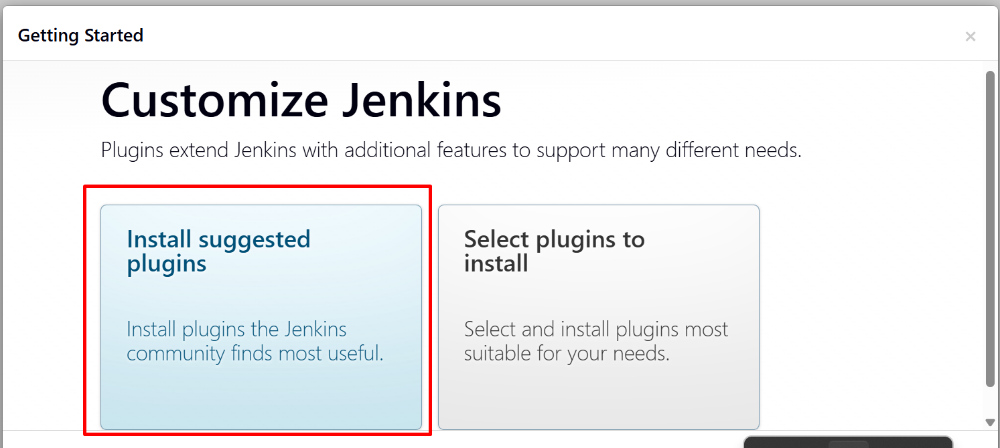 Getting Started
×
Customize Jenkins
Plugins extend Jenkins with additional features to support many different needs.
Install suggested
plugins
Install plugins the Jenkins
community finds most useful.
Select plugins to
install
Select and install plugins most
suitable for your needs.